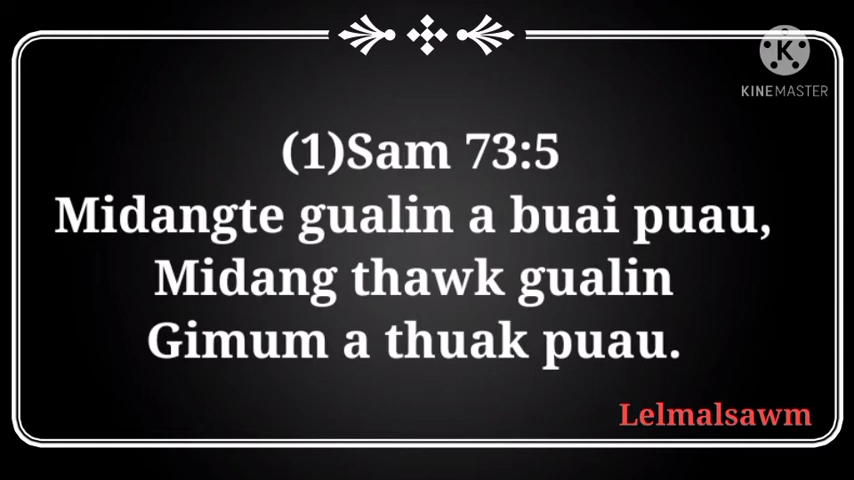 K
KINEMASTER
(1)Sam 73:5
Midangte gualin a buai puau,
Midang thawk gualin
Gimum a thuak puau.
Lelmalsawm